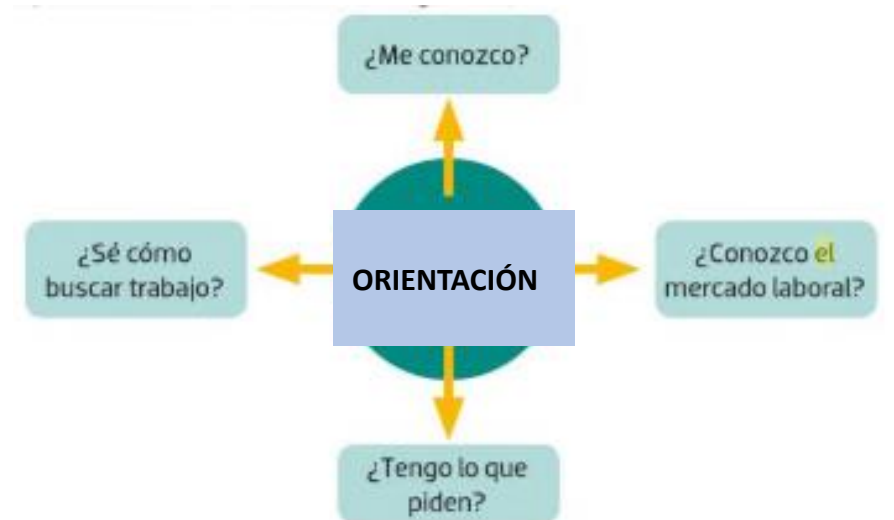 ¿Me conozco?
¿Sé cómo
buscar trabajo?
ORIENTACIÓN
¿Conozco el
mercado laboral?
¿Tengo lo que
piden?